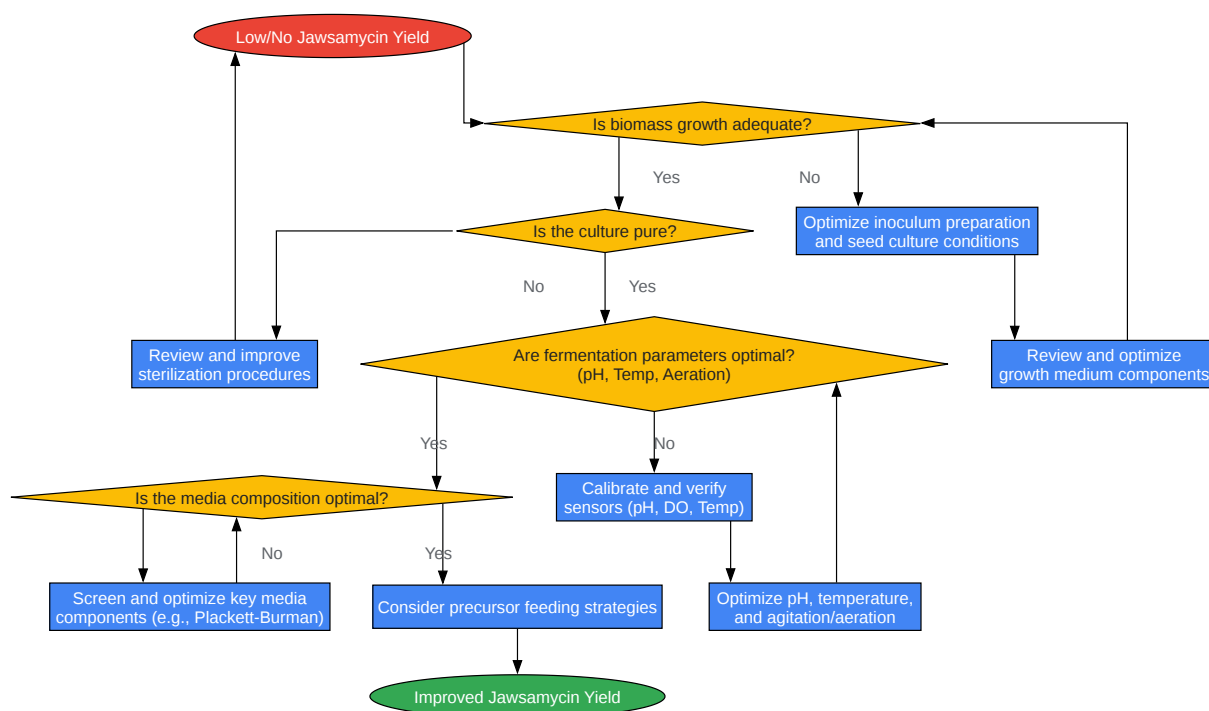 Low/No Jawsamycin Yield
Is biomass growth adequate?
Yes
No
Is the culture pure?
Optimize inoculum preparation
and seed culture conditions
No
Yes
Review and improve
sterilization procedures
Are fermentation parameters optimal?
(pH, Temp, Aeration)
Review and optimize
growth medium components
Yes
No
Is the media composition optimal?
Calibrate and verify
sensors (pH, DO, Temp)
No
Yes
Screen and optimize key media
components (e.g., Plackett-Burman)
Consider precursor feeding strategies
Optimize pH, temperature,
and agitation/aeration
Improved Jawsamycin Yield